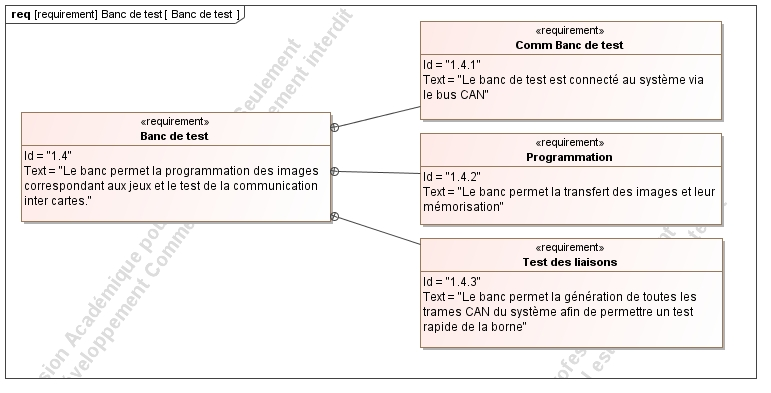 req [requirement] Banc de test [ Banc de test ]
«requirement»
Banc de test
Id = "1.4"
Text = "Le banc permet la programmation des images
correspondant aux jeux et le test de la communication
inter cartes."
«requirement»
Comm Banc de test
Id = "1.4.1"
Text = "Le banc de test est connecté au système via
le bus CAN"
«requirement»
Programmation
Id = "1.4.2"
Text = "Le banc permet la transfert des images et leur
mémorisation"
«requirement»
Test des liaisons
Id = "1.4.3"
Text = "Le banc permet la génération de toutes les
trames CAN du système afin de permettre un test
rapide de la borne"
Académique
Seulement
interdit